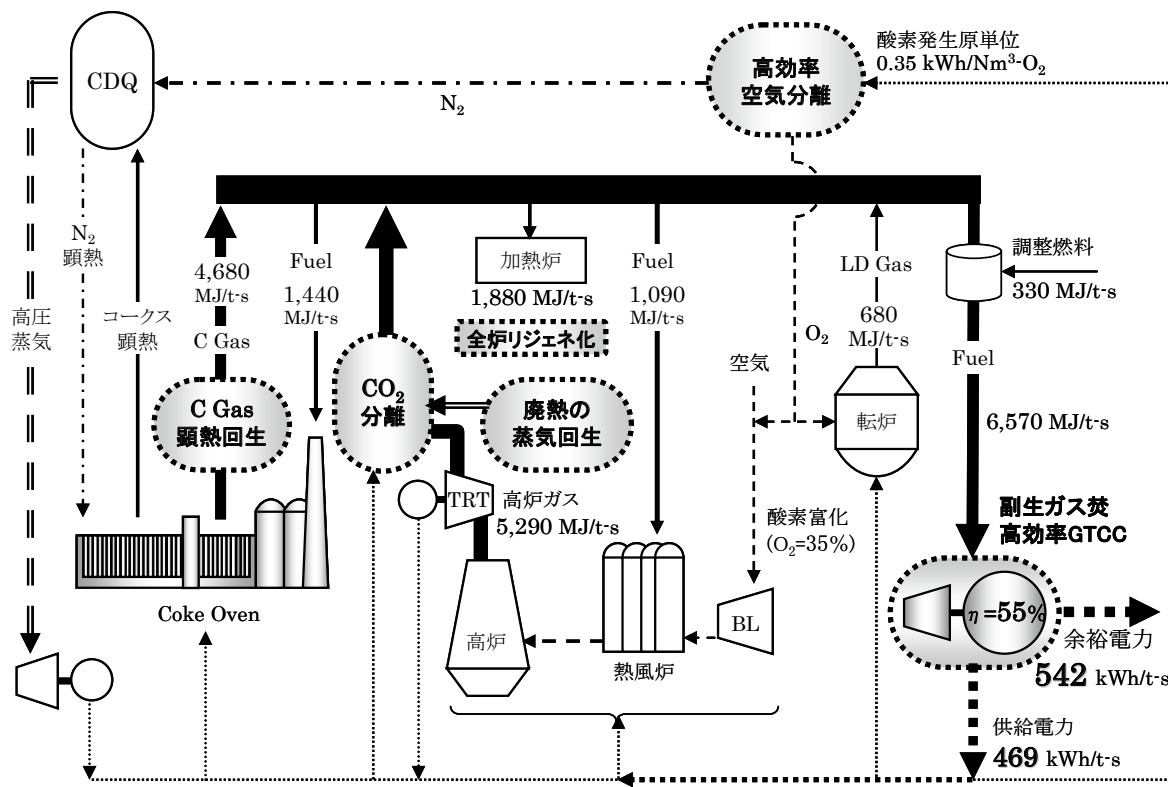 CDQ
高効率
空気分離
酸素発生原単位
0.35 kWh/Nm³-O₂
N₂
N₂
顕熱
高圧
蒸気
コークス
顕熱
4,680
MJ/t-s
C Gas
Fuel
1,440
MJ/t-s
加熱炉
1,880 MJ/t-s
全炉リジェネ化
Fuel
1,090
MJ/t-s
LD Gas
680
MJ/t-s
O₂
調整燃料
330 MJ/t-s
Fuel
6,570 MJ/t-s
C Gas
顕熱回生
CO₂
分離
廃熱の
蒸気回生
空気
転炉
TRT
高炉ガス
5,290 MJ/t-s
酸素富化
(O₂=35%)
副生ガス焚
高効率GTCC
η=55%
余裕電力
542 kWh/t-s
Coke Oven
高炉
熱風炉
BL
供給電力
469 kWh/t-s